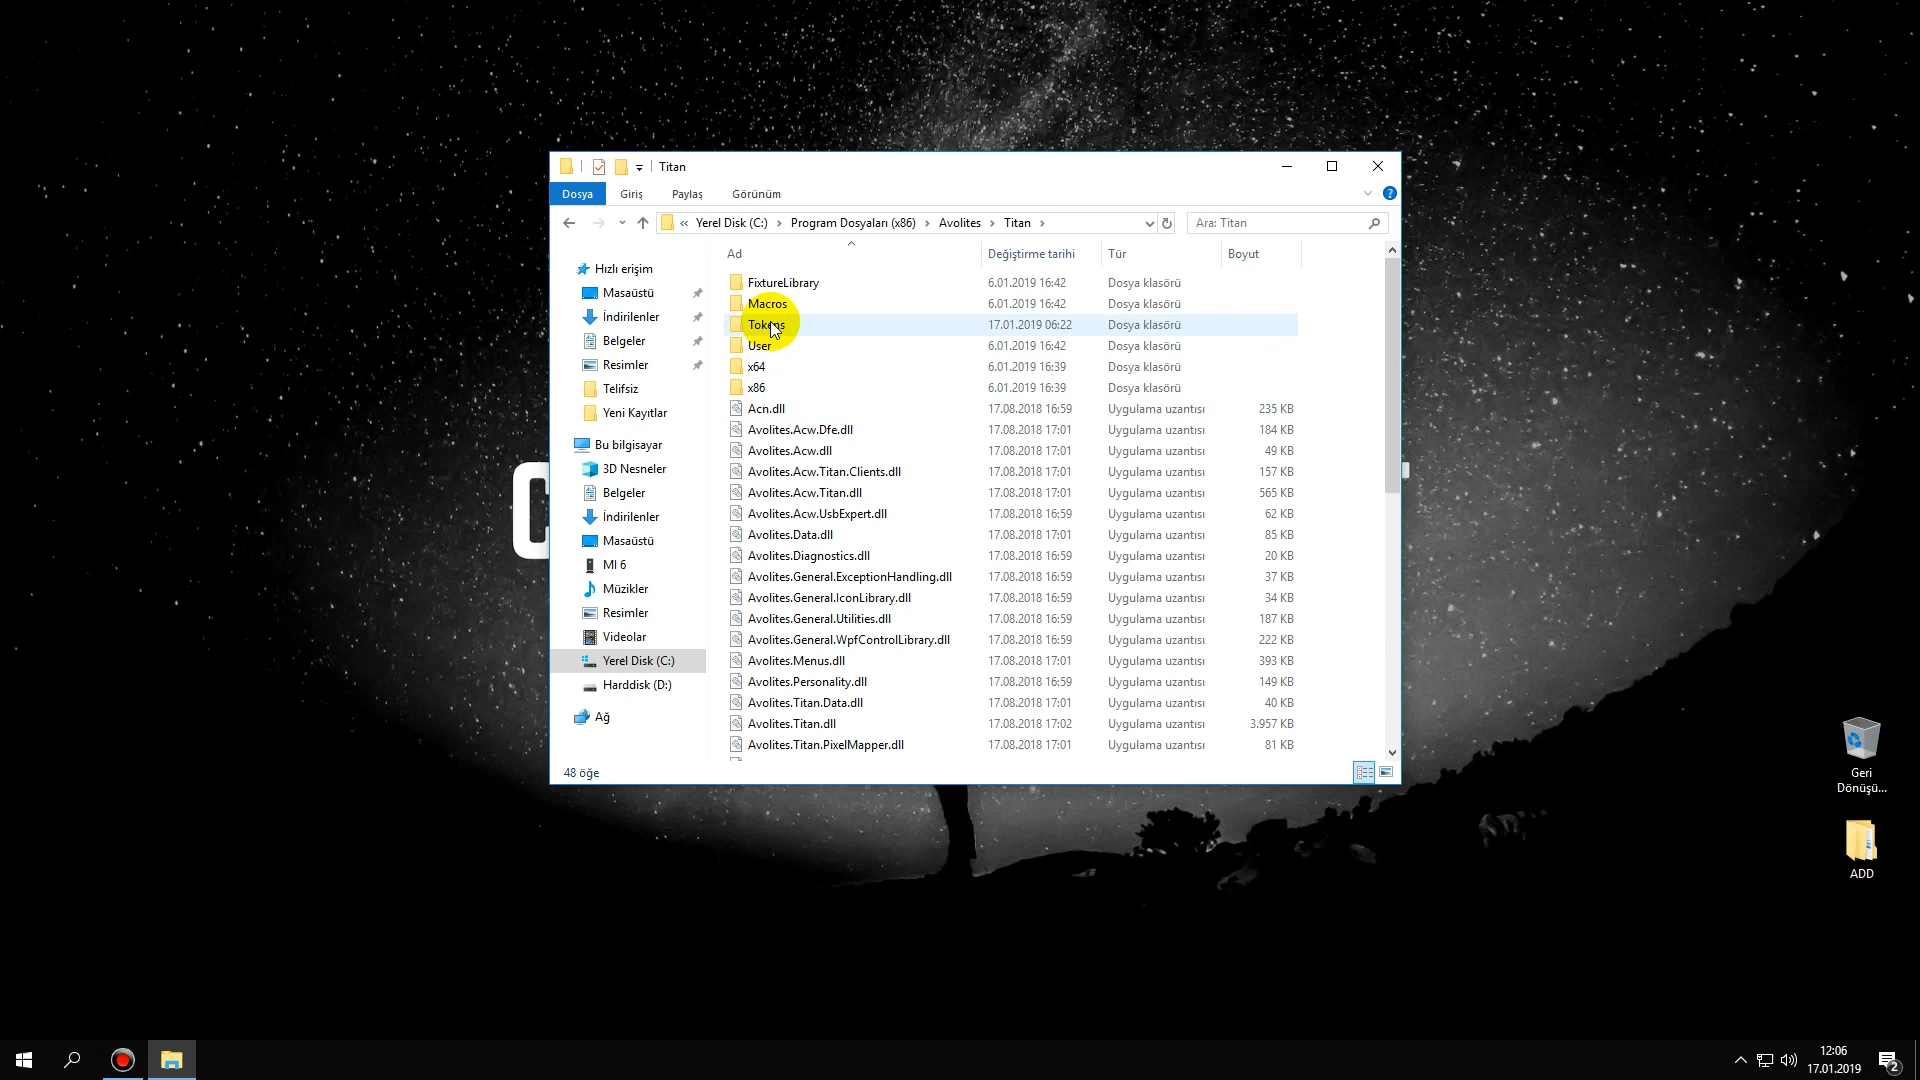 Titan
Dosya Giriş Paylaş Görünüm
« Yerel Disk (C:) › Program Dosyaları (x86) › Avolites › Titan › Ara: Titan
Ad Değiştirme tarihi Tür Boyut
Hızlı erişim
Masaüstü
İndirilenler
Belgeler
Resimler
Telifsiz
Yeni Kayıtlar
Bu bilgisayar
3D Nesneler
Belgeler
İndirilenler
Masaüstü
MI 6
Müzikler
Resimler
Videolar
Yerel Disk (C:)
Harddisk (D:)
Ağ
FixtureLibrary 6.01.2019 16:42 Dosya klasörü
Macros 6.01.2019 16:42 Dosya klasörü
Tokens 17.01.2019 06:22 Dosya klasörü
User 6.01.2019 16:42 Dosya klasörü
x64 6.01.2019 16:39 Dosya klasörü
x86 6.01.2019 16:39 Dosya klasörü
Acn.dll 17.08.2018 16:59 Uygulama uzantısı 235 KB
Avolites.Acw.Dfe.dll 17.08.2018 17:01 Uygulama uzantısı 184 KB
Avolites.Acw.dll 17.08.2018 17:01 Uygulama uzantısı 49 KB
Avolites.Acw.Titan.Clients.dll 17.08.2018 17:01 Uygulama uzantısı 157 KB
Avolites.Acw.Titan.dll 17.08.2018 17:01 Uygulama uzantısı 565 KB
Avolites.Acw.UsbExpert.dll 17.08.2018 16:59 Uygulama uzantısı 62 KB
Avolites.Data.dll 17.08.2018 17:01 Uygulama uzantısı 85 KB
Avolites.Diagnostics.dll 17.08.2018 16:59 Uygulama uzantısı 20 KB
Avolites.General.ExceptionHandling.dll 17.08.2018 16:59 Uygulama uzantısı 37 KB
Avolites.General.IconLibrary.dll 17.08.2018 16:59 Uygulama uzantısı 34 KB
Avolites.General.Utilities.dll 17.08.2018 16:59 Uygulama uzantısı 187 KB
Avolites.General.WpfControlLibrary.dll 17.08.2018 16:59 Uygulama uzantısı 222 KB
Avolites.Menus.dll 17.08.2018 17:01 Uygulama uzantısı 393 KB
Avolites.Personality.dll 17.08.2018 16:59 Uygulama uzantısı 149 KB
Avolites.Titan.Data.dll 17.08.2018 17:01 Uygulama uzantısı 40 KB
Avolites.Titan.dll 17.08.2018 17:02 Uygulama uzantısı 3.957 KB
Avolites.Titan.PixelMapper.dll 17.08.2018 17:01 Uygulama uzantısı 81 KB
48 öğe
Geri
Dönüşü...
ADD
12:06
17.01.2019
2